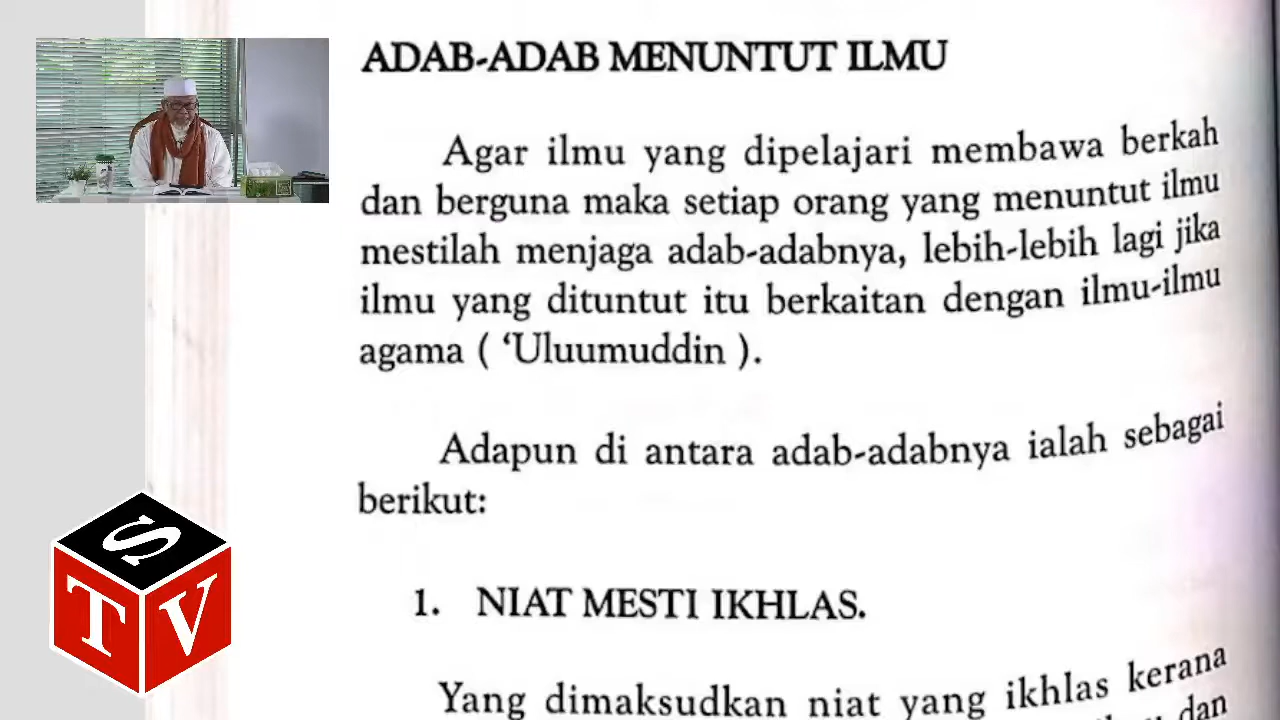 ADAB-ADAB MENUNTUT ILMU
Agar ilmu yang dipelajari membawa berkah
dan berguna maka setiap orang yang menuntut ilmu
mestilah menjaga adab-adabnya, lebih-lebih lagi jika
ilmu yang dituntut itu berkaitan dengan ilmu-ilmu
agama ( ‘Uluumuddin ).
Adapun di antara adab-adabnya ialah sebagai
berikut:
1. NIAT MESTI IKHLAS.
Yang dimaksudkan niat yang ikhlas kerana
dan
S
T V